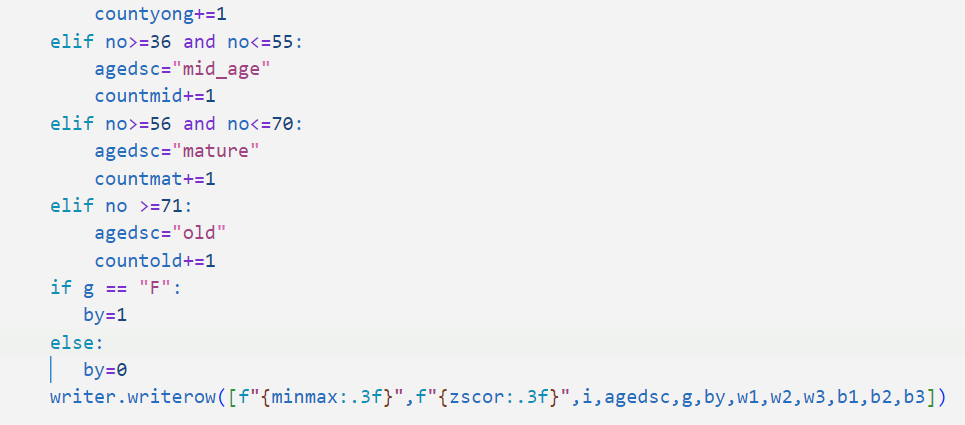 countyong+=1
elif no>=36 and no<=55:
    agedsc="mid_age"
    countmid+=1
elif no>=56 and no<=70:
    agedsc="mature"
    countmat+=1
elif no >=71:
    agedsc="old"
    countold+=1
if g == "F":
   by=1
else:
   by=0
writer.writerow([f"{minmax:.3f}",f"{zscor:.3f}",i,agedsc,g,by,w1,w2,w3,b1,b2,b3])